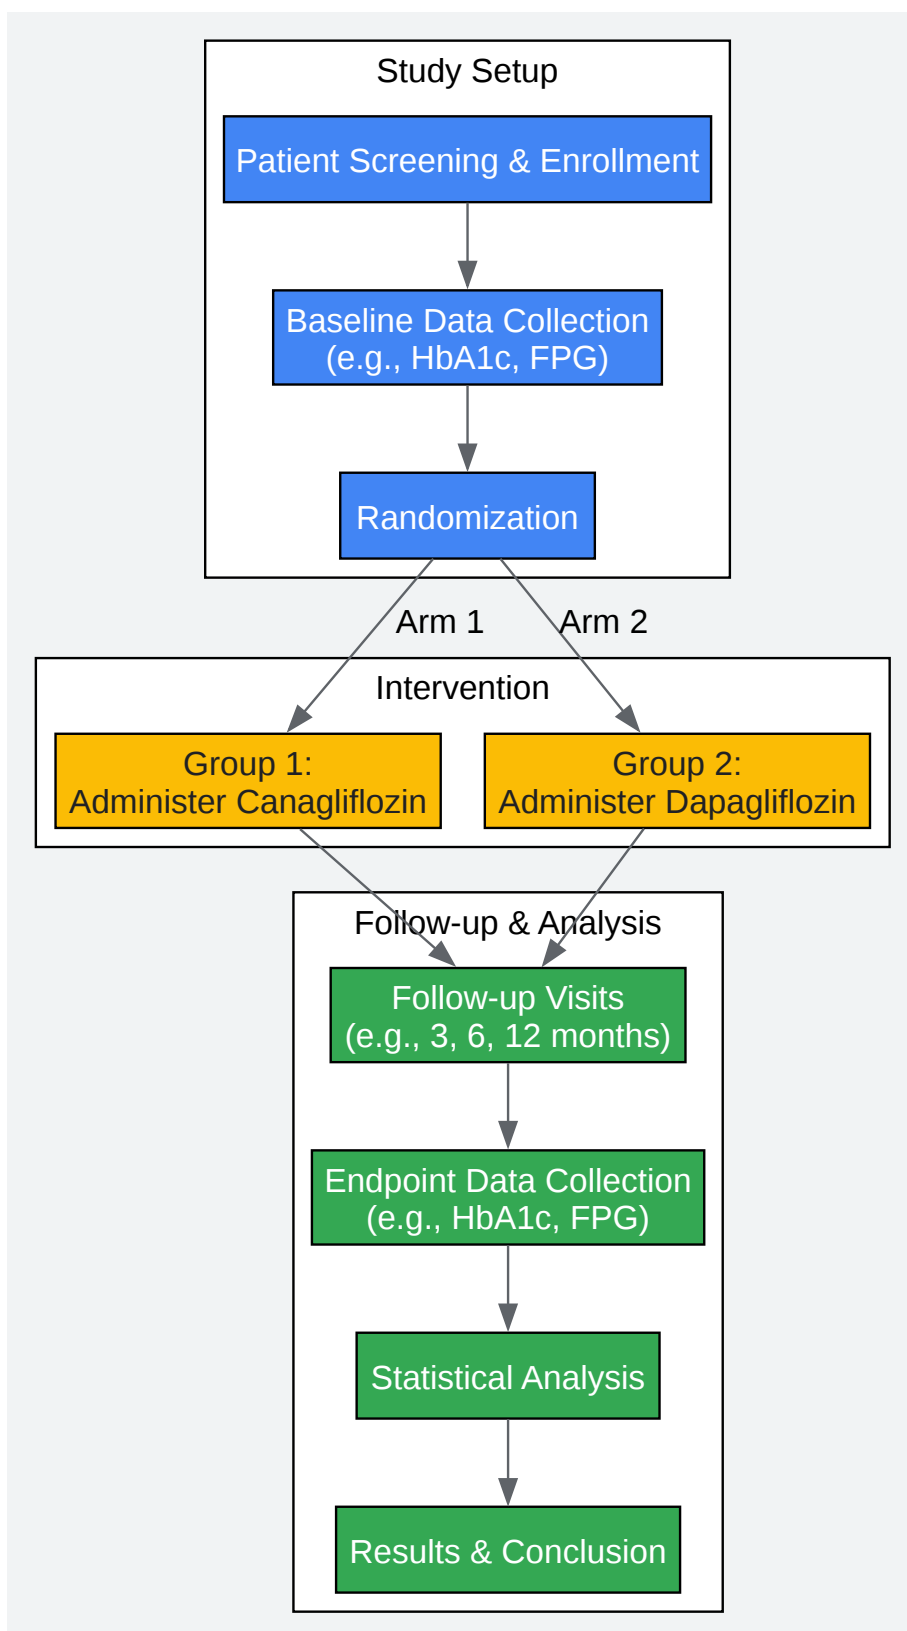 Study Setup
Patient Screening & Enrollment
Baseline Data Collection
(e.g., HbA1c, FPG)
Randomization
Arm 1
Arm 2
Intervention
Group 1:
Administer Canagliflozin
Group 2:
Administer Dapagliflozin
Follow-up & Analysis
Follow-up Visits
(e.g., 3, 6, 12 months)
Endpoint Data Collection
(e.g., HbA1c, FPG)
Statistical Analysis
Results & Conclusion